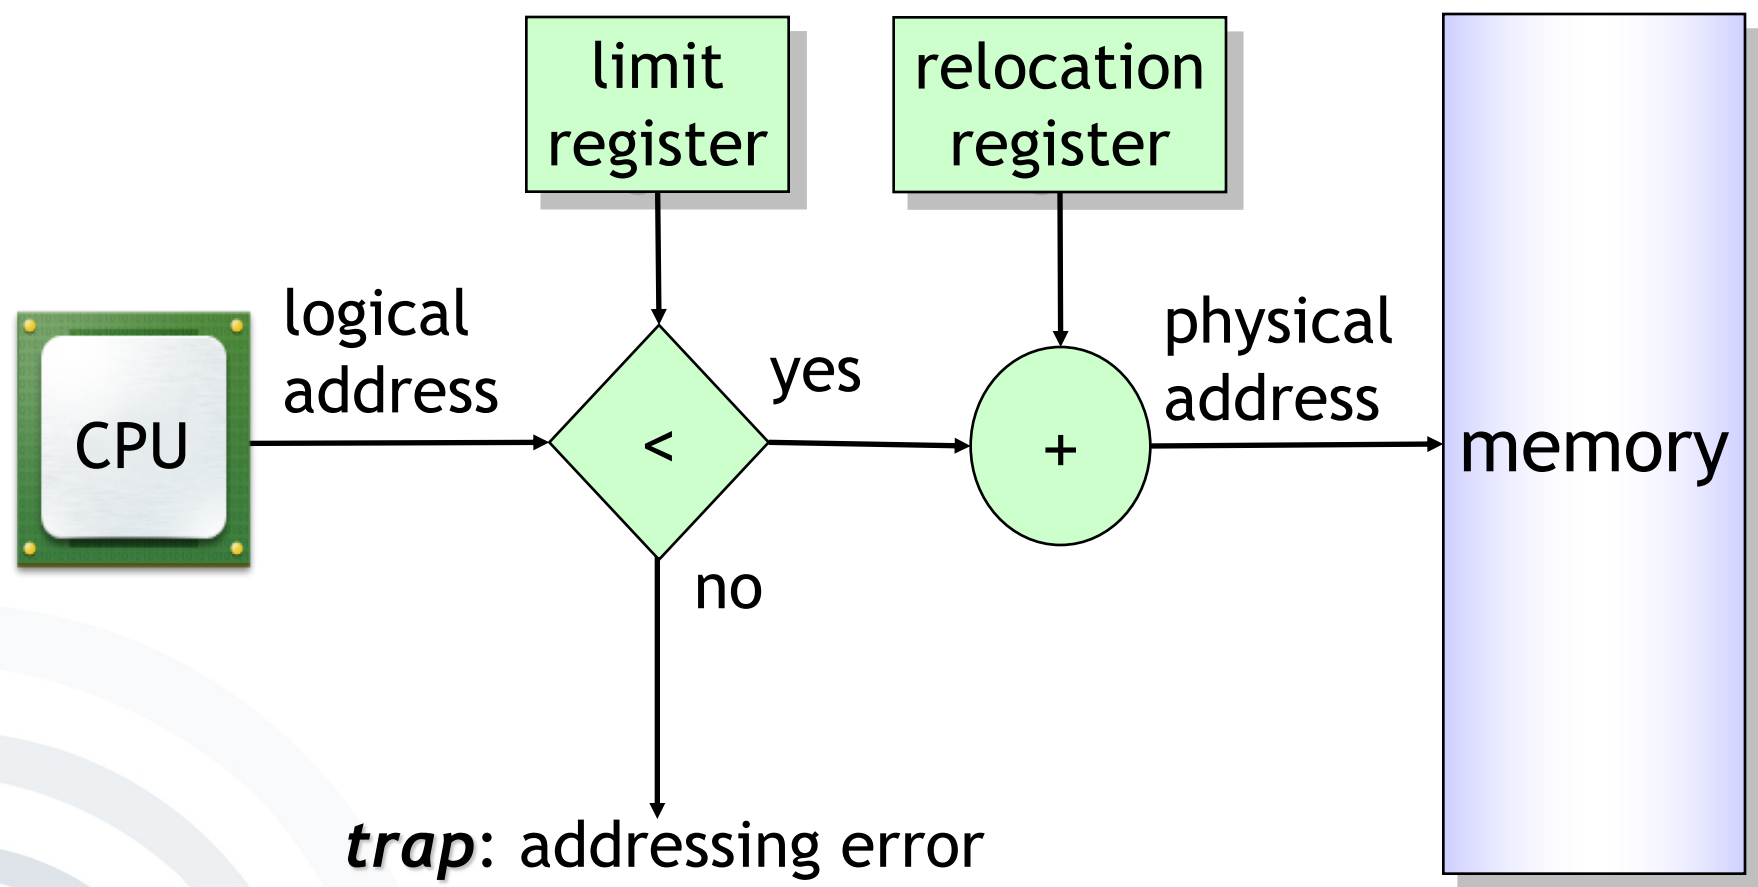 limit
register
relocation
register
logical
address
physical
address
yes
CPU
<
+
memory
no
trap: addressing error